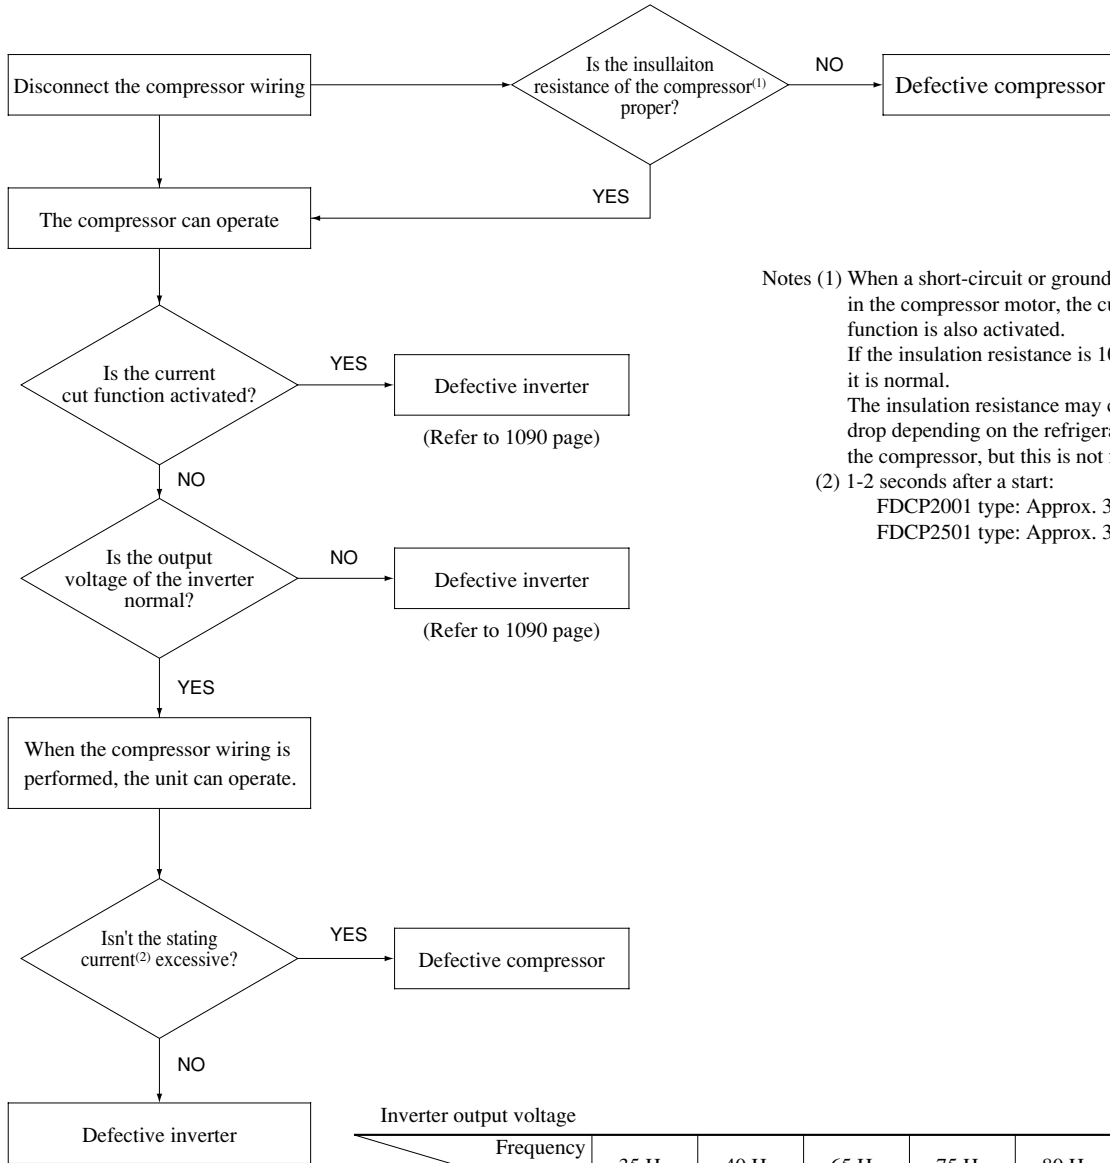 Disconnect the compressor wiring
Is the insullaiton
resistance of the compressor(1)
proper?
NO
Defective compressor
YES
The compressor can operate
Notes (1) When a short-circuit or ground
in the compressor motor, the
function is also activated.
If the insulation resistance is
it is normal.
The insulation resistance may
drop depending on the
the compressor, but this is not
(2) 1-2 seconds after a start:
FDCP2001 type: Approx.
FDCP2501 type: Approx.
Is the current
cut function activated?
YES
Defective inverter
(Refer to 1090 page)
NO
Is the output
voltage of the inverter
normal?
NO
Defective inverter
(Refer to 1090 page)
YES
When the compressor wiring is
performed, the unit can operate.
Isn't the stating
current(2) excessive?
YES
Defective compressor
NO
Defective inverter
Inverter output voltage
Frequency